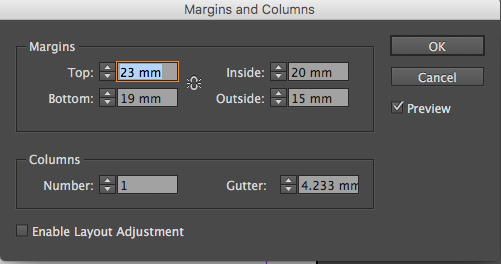 Margins and Columns
Margins
Top: 23 mm Inside: 20 mm
Bottom: 19 mm Outside: 15 mm
OK
Cancel
Preview
Columns
Number: 1 Gutter: 4.233 mm
Enable Layout Adjustment